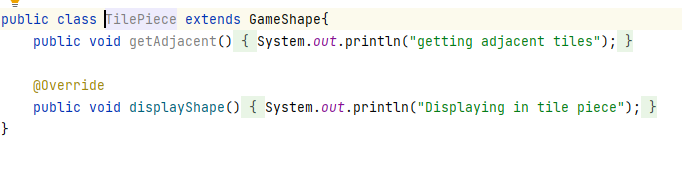 public class TilePiece extends GameShape{
    public void getAdjacent() { System.out.println("getting adjacent tiles"); }
    @Override
    public void displayShape() { System.out.println("Displaying in tile piece"); }
}